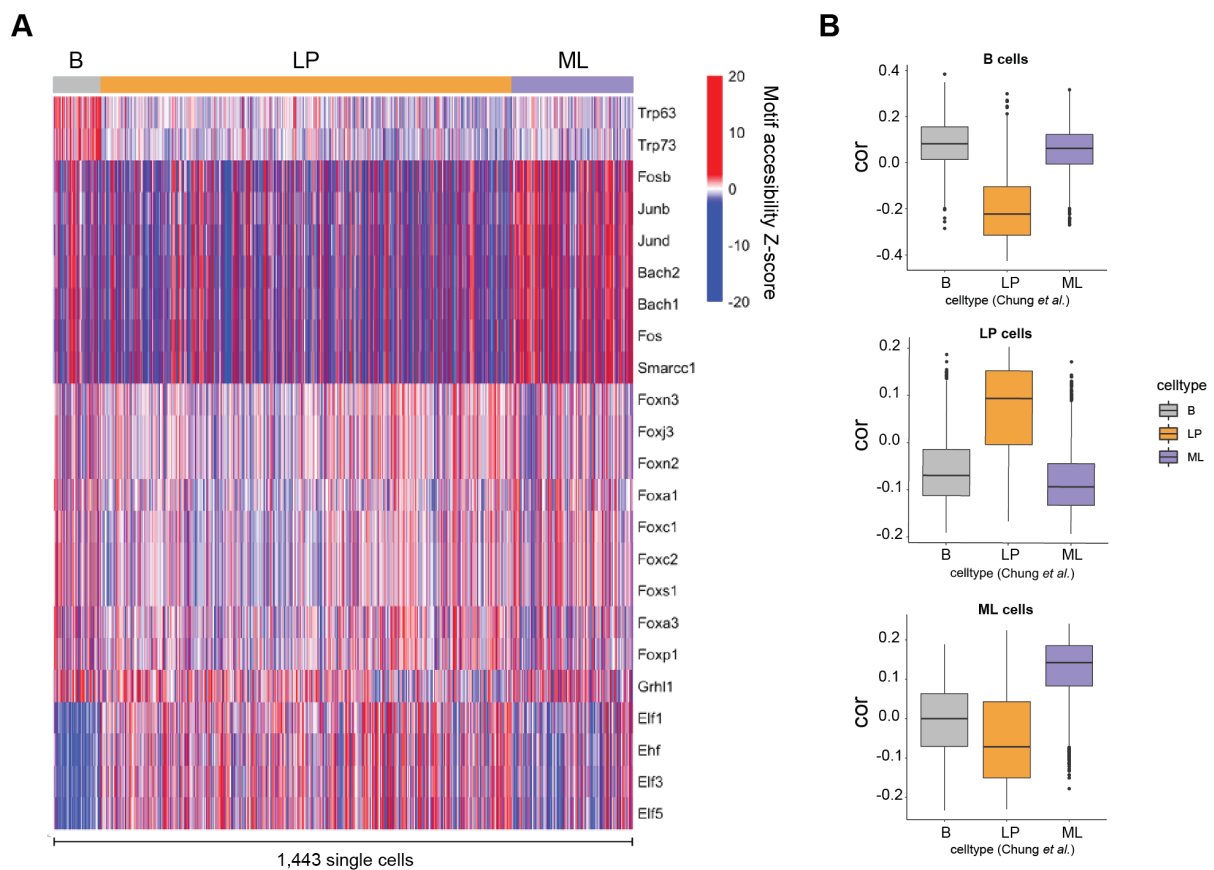 A
B
B
LP
ML
20
10
0
-10
-20
Motif accesibility Z-score
Trp63
Trp73
Fosb
Junb
Jund
Bach2
Bach1
Fos
Smarcc1
Foxn3
Foxj3
Foxn2
Foxa1
Foxc1
Foxc2
Foxs1
Foxa3
Foxp1
Grhl1
Elf1
Ehf
Elf3
Elf5
1,443 single cells
B cells
cor
0.4
0.2
0.0
-0.2
-0.4
B LP ML
celltype (Chung et al.)
LP cells
cor
0.2
0.1
0.0
-0.1
-0.2
B LP ML
celltype (Chung et al.)
celltype
B
LP
ML
ML cells
cor
0.2
0.1
0.0
-0.1
-0.2
B LP ML
celltype (Chung et al.)